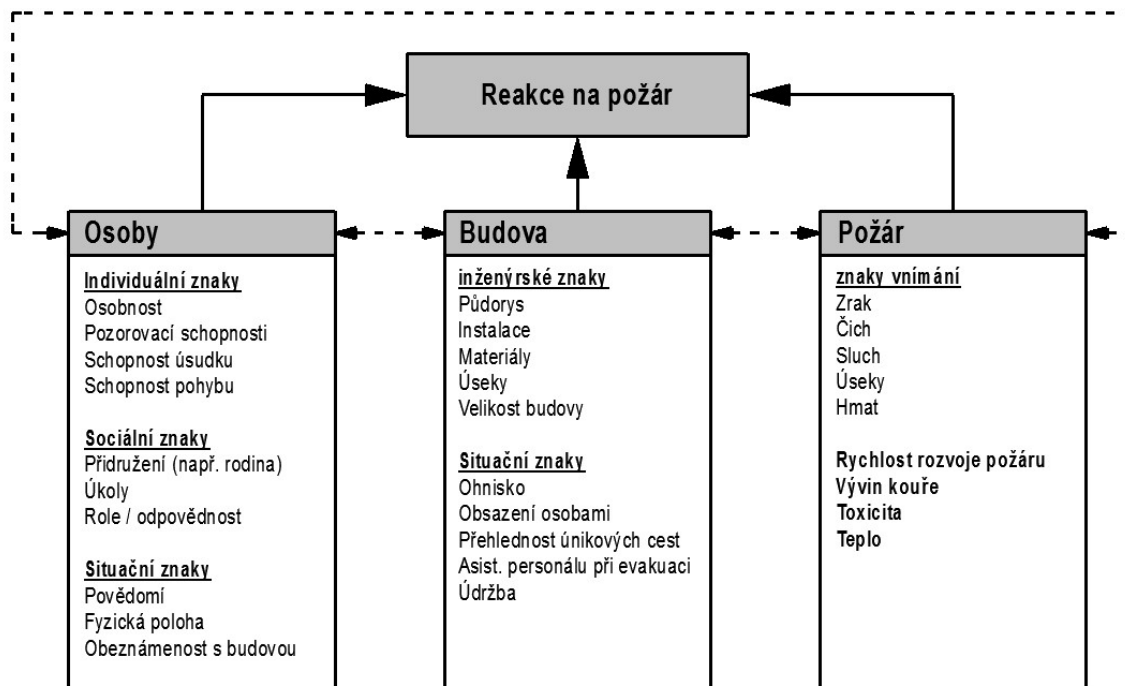 Reakce na požár
Osoby
Individuální znaky
Osobnost
Pozorovací schopnosti
Schopnost úsudku
Schopnost pohybu
Sociální znaky
Přidružení (např. rodina)
Úkoly
Role / odpovědnost
Situační znaky
Povědomí
Fyzická poloha
Obeznámenost s budovou
Budova
inženýrské znaky
Půdorys
Instalace
Materiály
Úseky
Velikost budovy
Situační znaky
Ohnisko
Obsazení osobami
Přehlednost únikových cest
Asist. personálu při evakuaci
Údržba
Požár
znaky vnímání
Zrak
Čich
Sluch
Úseky
Hmat
Rychlost rozvoje požáru
Vývin kouře
Toxicita
Teplo